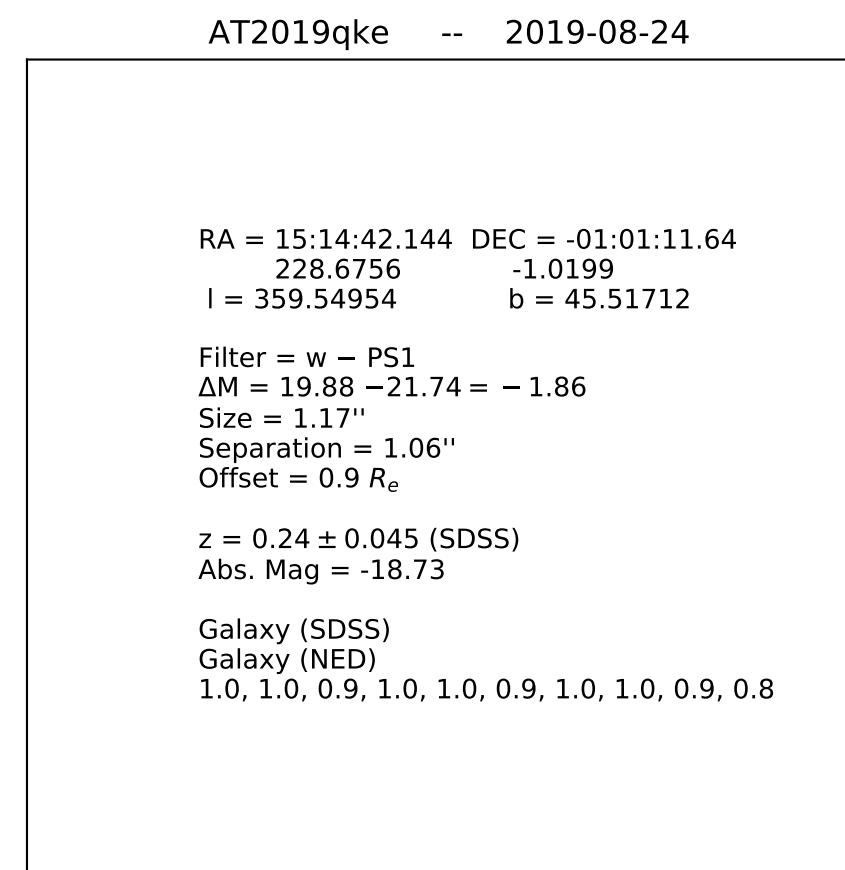 AT2019qke -- 2019-08-24
RA = 15:14:42.144 DEC = -01:01:11.64
228.6756 -1.0199
l = 359.54954 b = 45.51712
Filter = w − PS1
ΔM = 19.88 −21.74 = − 1.86
Size = 1.17''
Separation = 1.06''
Offset = 0.9 Rₑ
z = 0.24 ± 0.045 (SDSS)
Abs. Mag = -18.73
Galaxy (SDSS)
Galaxy (NED)
1.0, 1.0, 0.9, 1.0, 1.0, 0.9, 1.0, 1.0, 0.9, 0.8